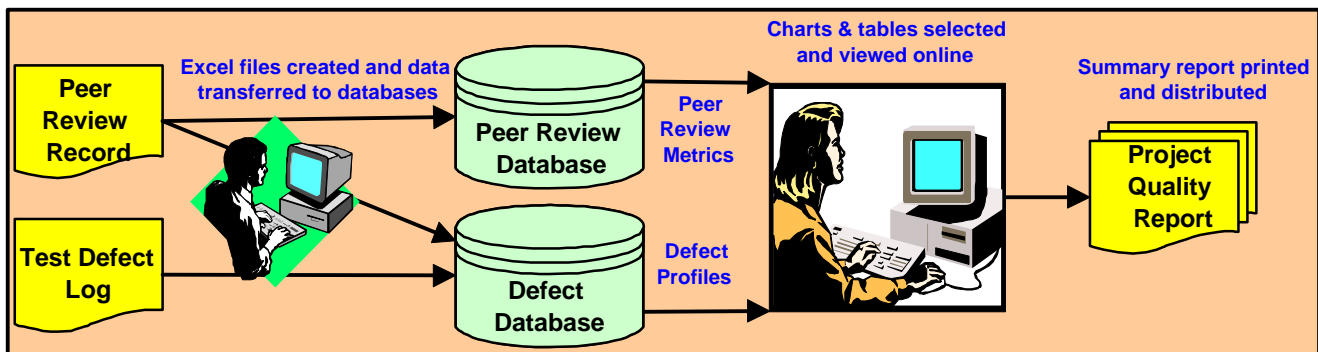 Charts & tables selected
and viewed online
Excel files created and data
transferred to databases
Summary report printed
and distributed
Peer
Review
Record
Peer Review
Database
Peer
Review
Metrics
Project
Quality
Report
Test Defect
Log
Defect
Database
Defect
Profiles